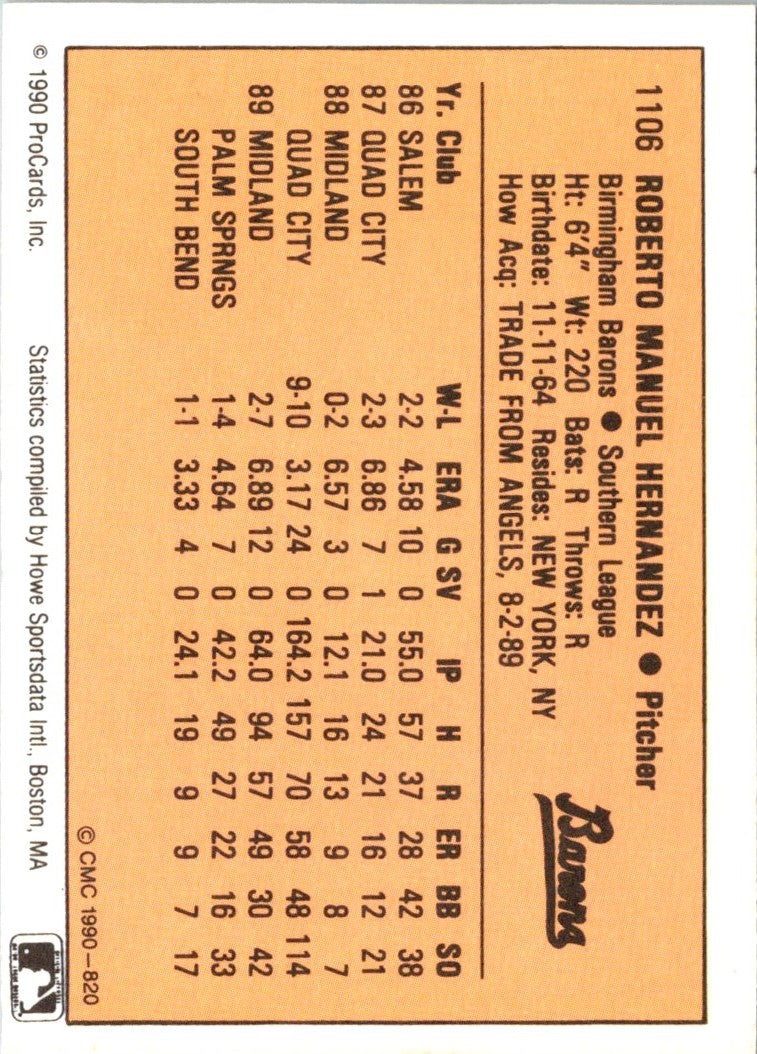 1106 ROBERTO MANUEL HERNANDEZ ● Pitcher
Birmingham Barons ● Southern League
Ht: 6'4" Wt: 220 Bats: R Throws: R
Birthdate: 11-11-64 Resides: NEW YORK, NY
How Acq: TRADE FROM ANGELS, 8-2-89
Barons
Yr. Club W-L ERA G SV IP H R ER BB SO
86 SALEM 2-2 4.58 10 0 55.0 57 37 28 42 38
87 QUAD CITY 2-3 6.86 7 1 21.0 24 21 16 12 21
88 MIDLAND 0-2 6.57 3 0 12.1 16 13 9 8 7
QUAD CITY 9-10 3.17 24 0 164.2 157 70 58 48 114
89 MIDLAND 2-7 6.89 12 0 64.0 94 57 49 30 42
PALM SPRNGS 1-4 4.64 7 0 42.2 49 27 22 16 33
SOUTH BEND 1-1 3.33 4 0 24.1 19 9 9 7 17
© CMC 1990–820
© 1990 ProCards, Inc. Statistics compiled by Howe Sportsdata Intl., Boston, MA